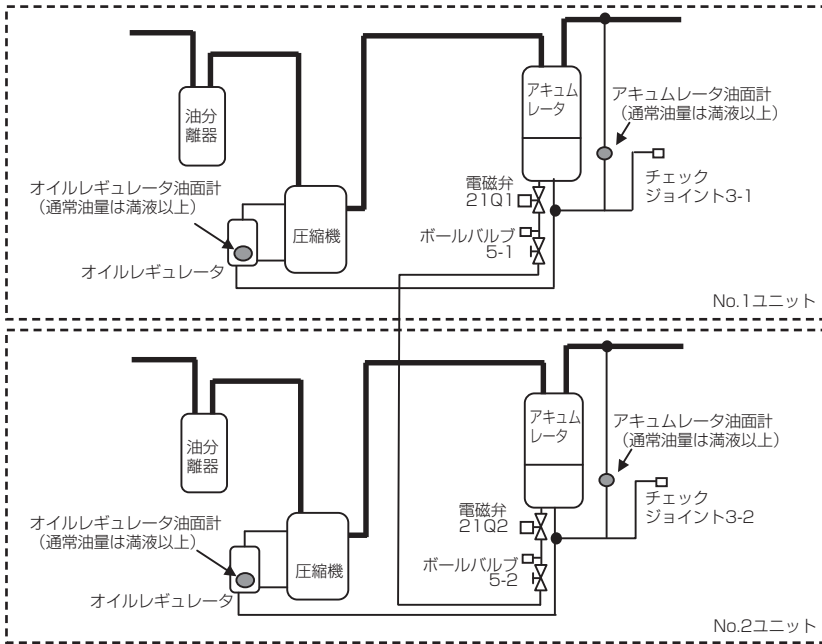 アキュム
レータ
アキュムレータ油面計
（通常油量は満液以上）
油分
離器
電磁弁
21Q1
チェック
ジョイント3-1
オイルレギュレータ油面計
（通常油量は満液以上）
圧縮機
ボールバルブ
5-1
オイルレギュレータ
No.1ユニット
アキュム
レータ
アキュムレータ油面計
（通常油量は満液以上）
油分
離器
電磁弁
21Q2
チェック
ジョイント3-2
オイルレギュレータ油面計
（通常油量は満液以上）
圧縮機
ボールバルブ
5-2
オイルレギュレータ
No.2ユニット